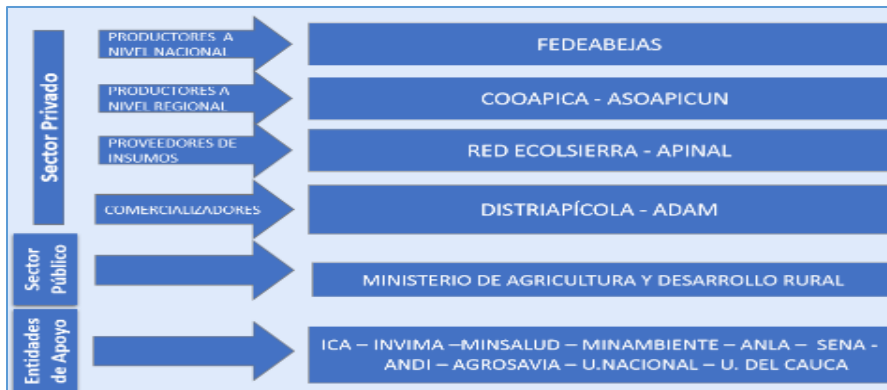 Sector Privado
PRODUCTORES A
NIVEL NACIONAL
FEDEABEJAS
PRODUCTORES A
NIVEL REGIONAL
COOAPICA - ASOAPICUN
PROVEEDORES DE
INSUMOS
RED ECOLSIERRA - APINAL
COMERCIALIZADORES
DISTRIAPÍCOLA - ADAM
Sector
Público
MINISTERIO DE AGRICULTURA Y DESARROLLO RURAL
Entidades
de Apoyo
ICA – INVIMA –MINSALUD – MINAMBIENTE – ANLA – SENA -
ANDI – AGROSAVIA – U.NACIONAL – U. DEL CAUCA